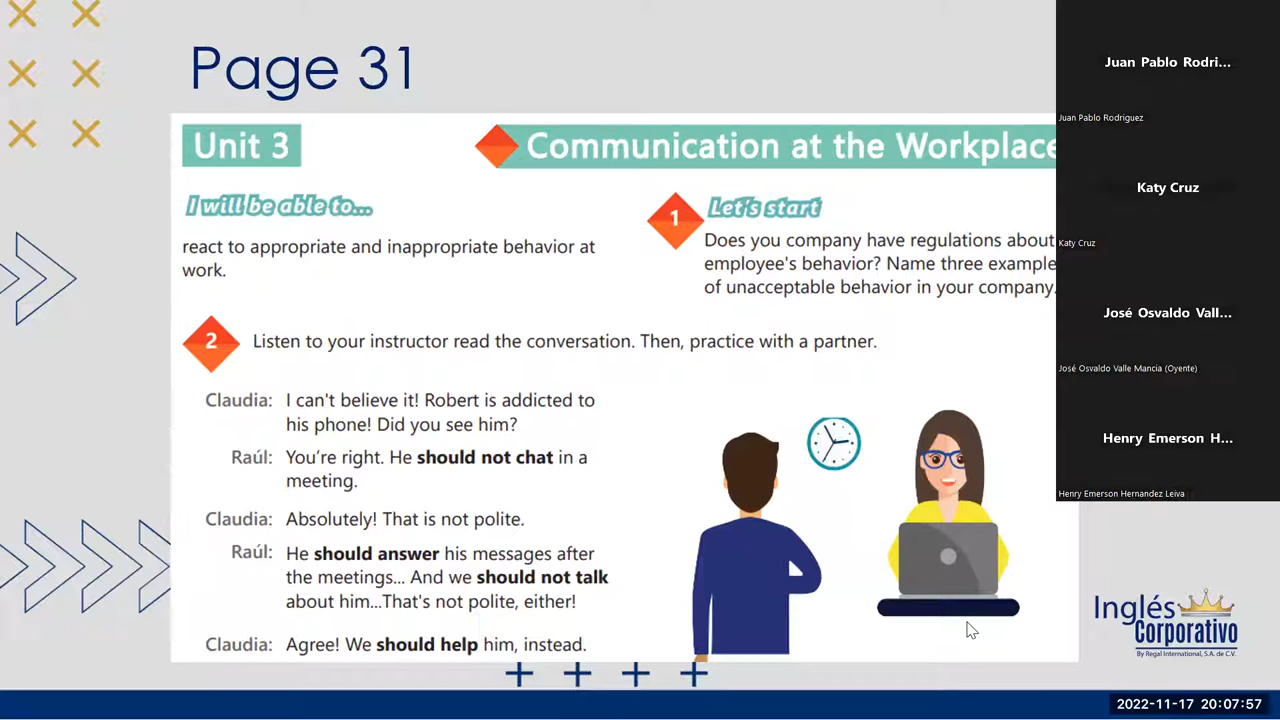 Page 31
Unit 3
Communication at the Workplace
I will be able to...
react to appropriate and inappropriate behavior at
work.
1
Let's start
Does you company have regulations about
employee's behavior? Name three example
of unacceptable behavior in your company.
2
Listen to your instructor read the conversation. Then, practice with a partner.
Claudia: I can't believe it! Robert is addicted to
his phone! Did you see him?
Raúl: You're right. He should not chat in a
meeting.
Claudia: Absolutely! That is not polite.
Raúl: He should answer his messages after
the meetings... And we should not talk
about him...That's not polite, either!
Claudia: Agree! We should help him, instead.
Juan Pablo Rodri...
Juan Pablo Rodriguez
Katy Cruz
Katy Cruz
José Osvaldo Vall...
José Osvaldo Valle Mancia (Oyente)
Henry Emerson H...
Henry Emerson Hernandez Leiva
Inglés
Corporativo
By Regal International, S.A. de C.V.
2022-11-17 20:07:57